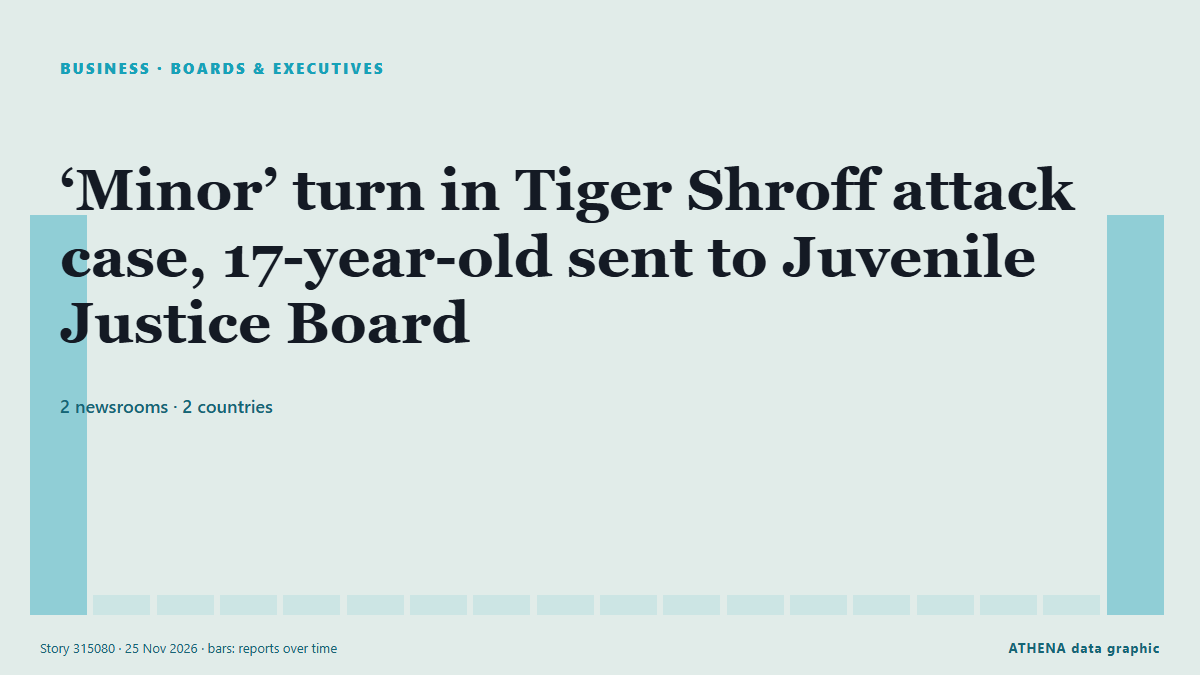 BUSINESS · BOARDS & EXECUTIVES
‘Minor’ turn in Tiger Shroff attack
case, 17-year-old sent to Juvenile
Justice Board
2 newsrooms · 2 countries
Story 315080 · 25 Nov 2026 · bars: reports over time
ATHENA data graphic